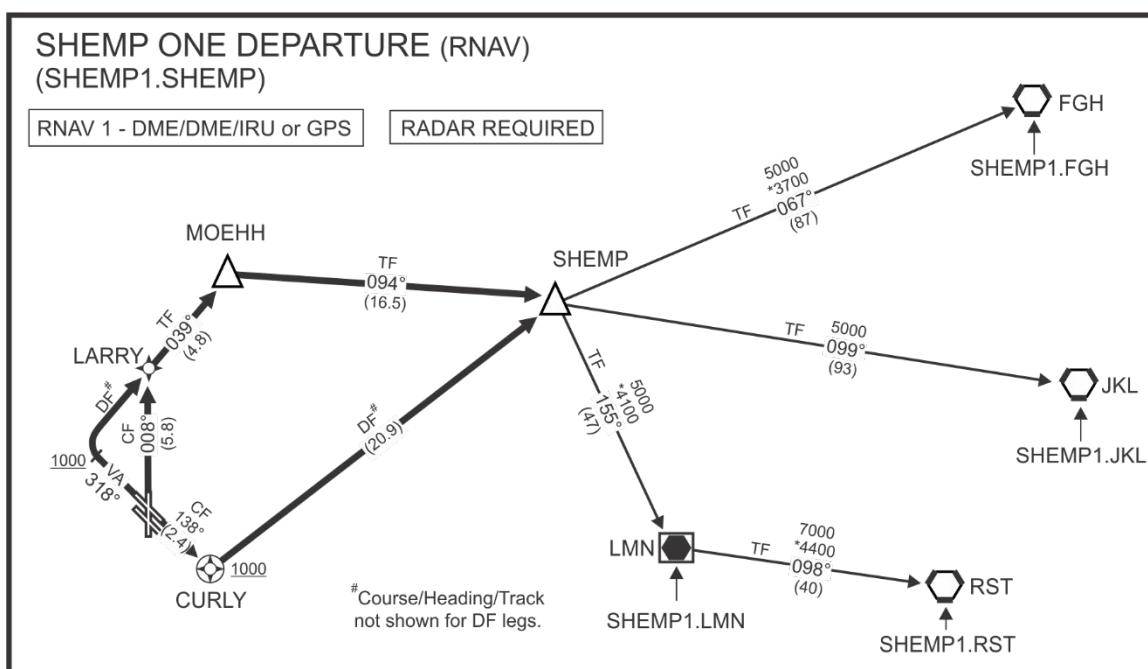 SHEMP ONE DEPARTURE (RNAV)
(SHEMP1.SHEMP)
RNAV 1 - DME/DME/IRU or GPS
RADAR REQUIRED
FGH
SHEMP1.FGH
5000
*3700
TF 067°
(87)
MOEHH
TF
094°
(16.5)
SHEMP
TF
039°
(4.8)
LARRY
DF#
CF
008°
(5.8)
TF 5000
099°
(93)
JKL
SHEMP1.JKL
DF#
(20.9)
TF
5000
*4100
155°
(47)
1000
VA
318°
CF
138°
(2.4)
1000
CURLY
#Course/Heading/Track
not shown for DF legs.
LMN
SHEMP1.LMN
7000
*4400
TF 098°
(40)
RST
SHEMP1.RST